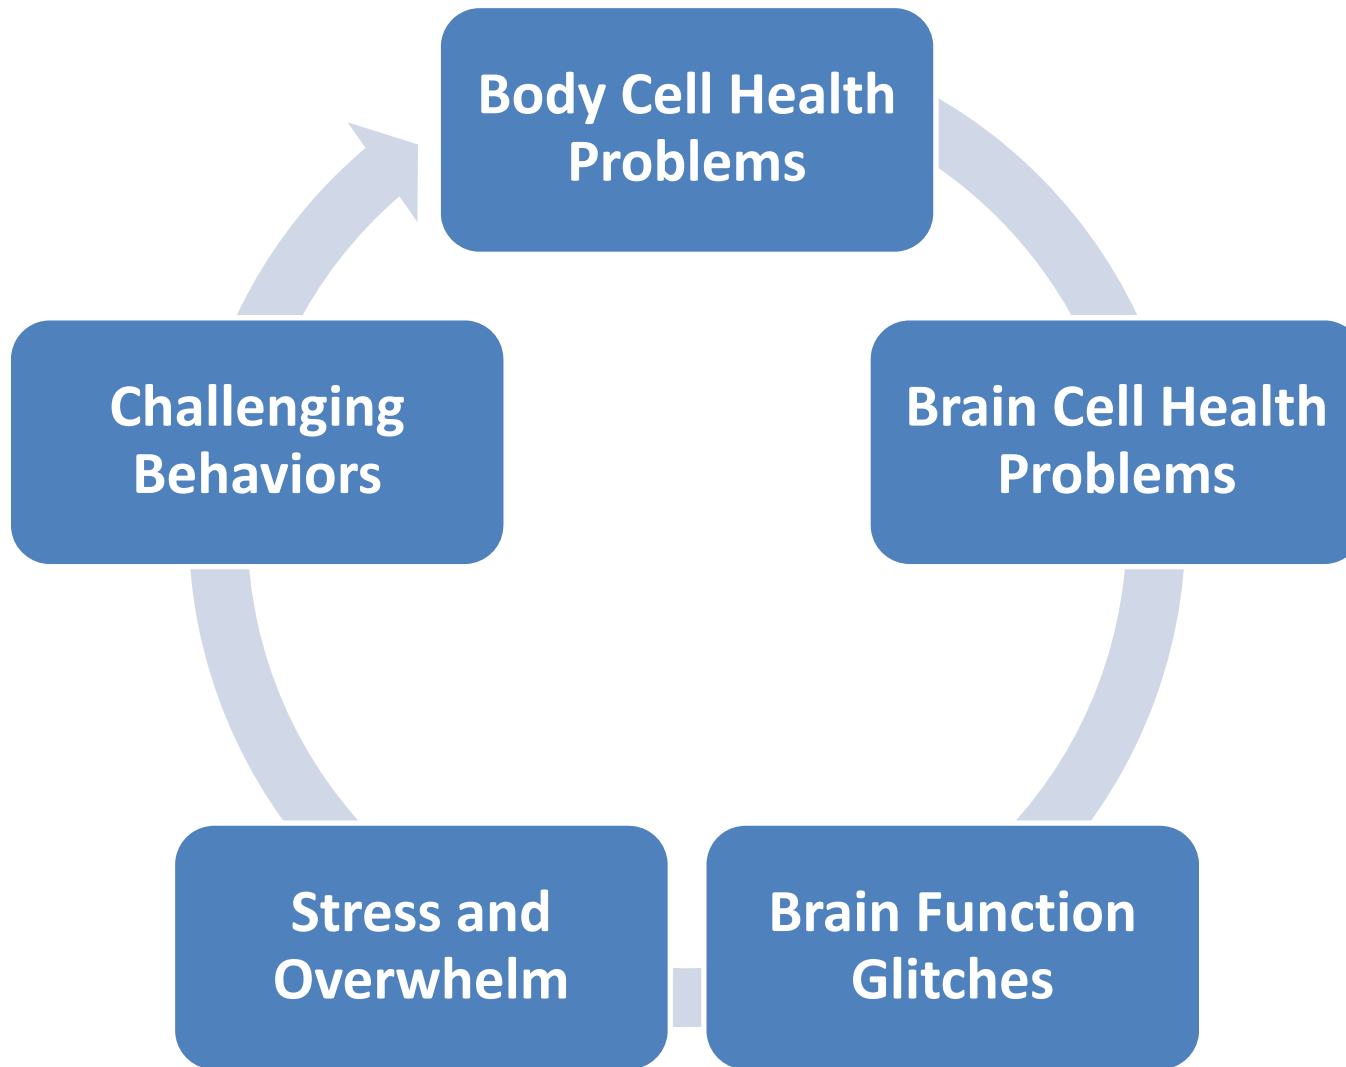 Body Cell Health
Problems
Brain Cell Health
Problems
Brain Function
Glitches
Stress and
Overwhelm
Challenging
Behaviors